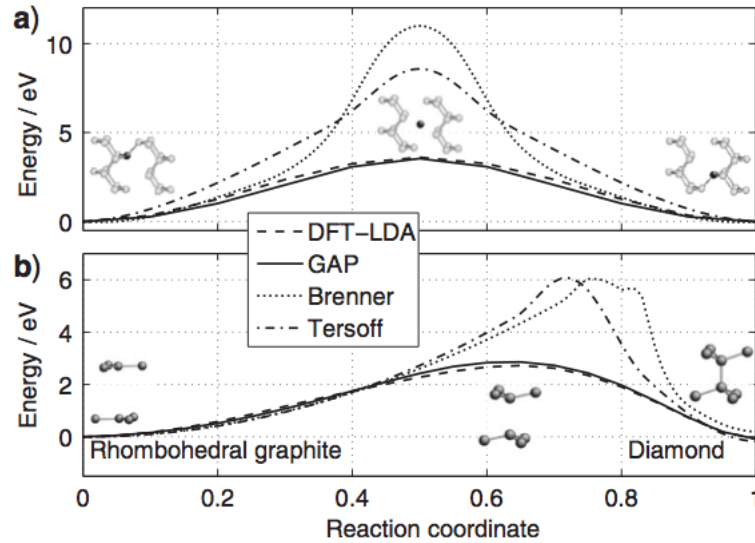 a)
Energy / eV
10
5
0
DFT−LDA
GAP
Brenner
Tersoff
b)
Energy / eV
6
4
2
0
Rhombohedral graphite
Diamond
0 0.2 0.4 0.6 0.8 1
Reaction coordinate